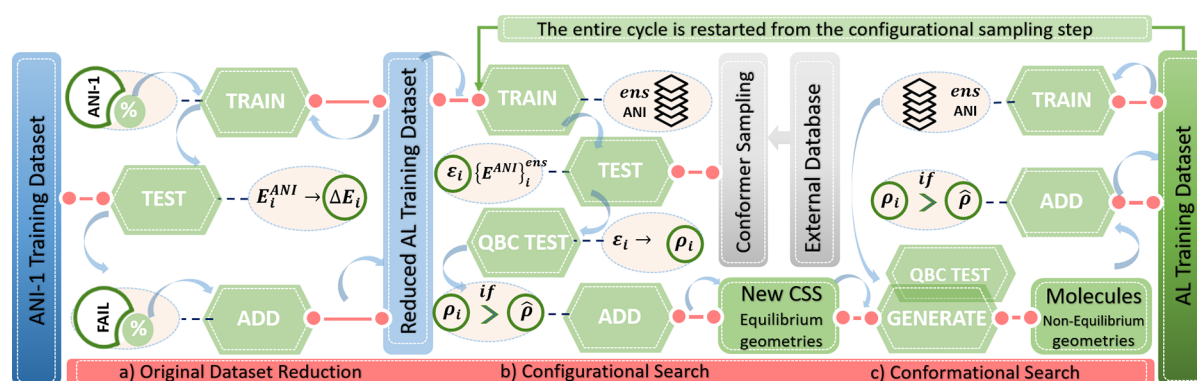 The entire cycle is restarted from the configurational sampling step
ANI-1 Training Dataset
ANI-1
%
TRAIN
TEST
E_i^{ANI} → ΔE_i
FAIL
%
ADD
a) Original Dataset Reduction
Reduced AL Training Dataset
TRAIN
ens
ANI
ε_i {E^{ANI}}_i^{ens}
TEST
QBC TEST
ε_i → ρ_i
if
ρ_i > ρ̂
ADD
b) Configurational Search
Conformer Sampling
External Database
New CSS
Equilibrium
geometries
ens
ANI
TRAIN
if
ρ_i > ρ̂
ADD
QBC TEST
GENERATE
Molecules
Non-Equilibrium
geometries
c) Conformational Search
AL Training Dataset